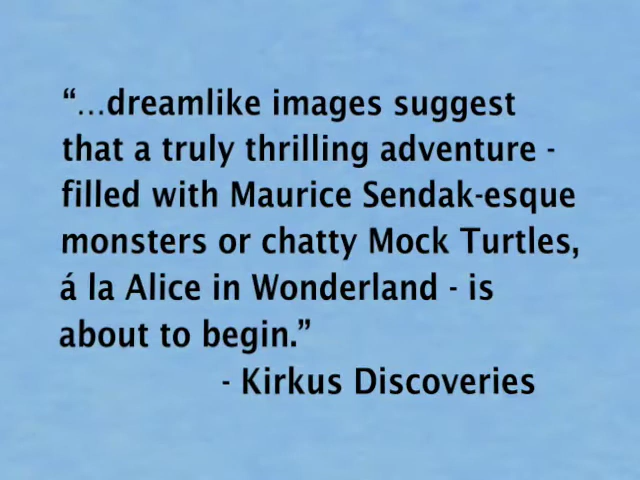 “...dreamlike images suggest
that a truly thrilling adventure -
filled with Maurice Sendak-esque
monsters or chatty Mock Turtles,
á la Alice in Wonderland - is
about to begin.”
- Kirkus Discoveries